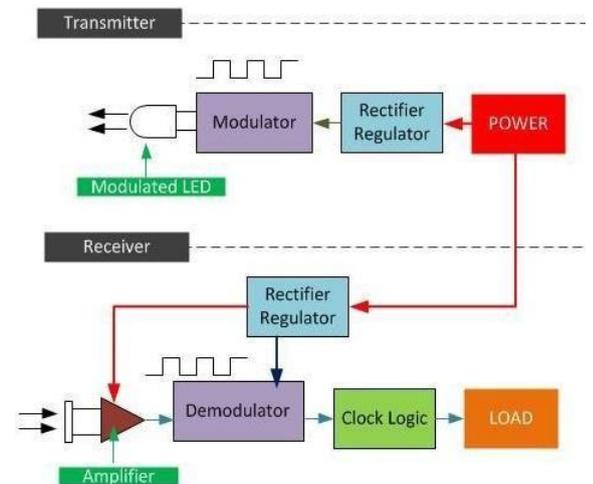 Transmitter
Modulator
Rectifier
Regulator
POWER
Modulated LED
Receiver
Rectifier
Regulator
Demodulator
Clock Logic
LOAD
Amplifier